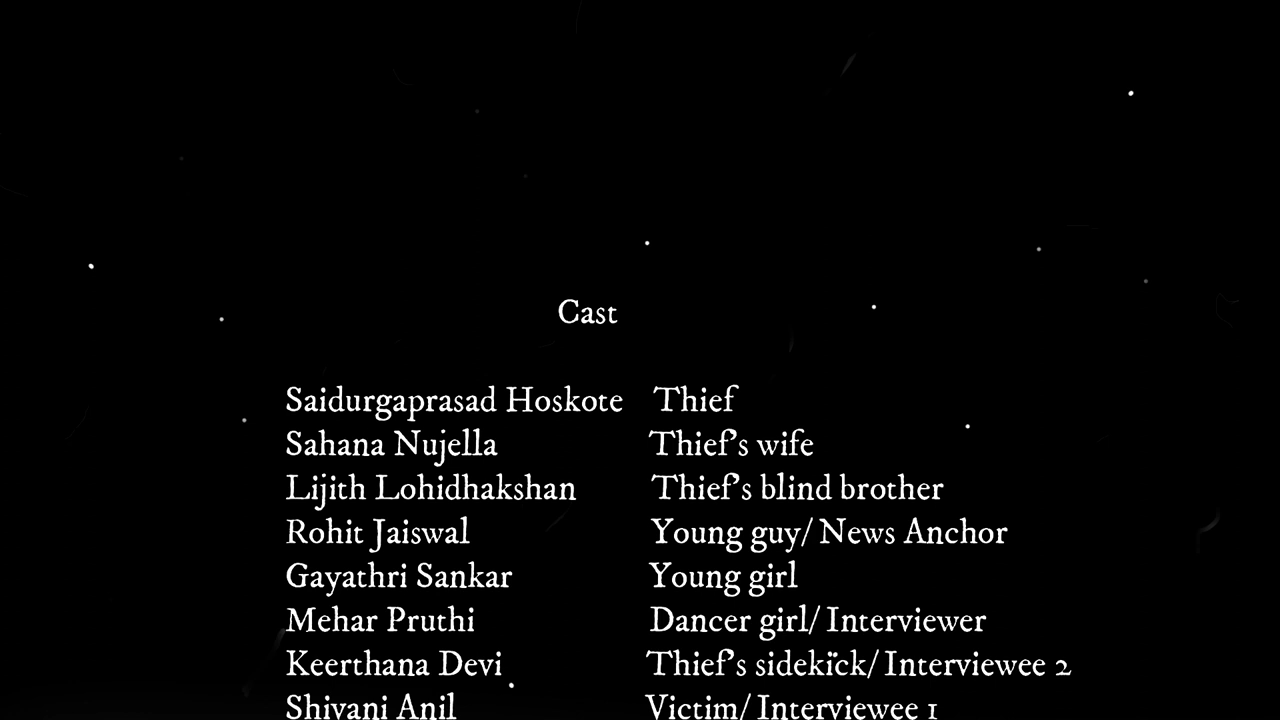 Cast
Saidurgaprasad Hoskote Thief
Sahana Nujella Thief's wife
Lijith Lohidhakshan Thief's blind brother
Rohit Jaiswal Young guy/ News Anchor
Gayathri Sankar Young girl
Mehar Pruthi Dancer girl/ Interviewer
Keerthana Devi Thief's sidekick/ Interviewee 2
Shivani Anil Victim/ Interviewee 1